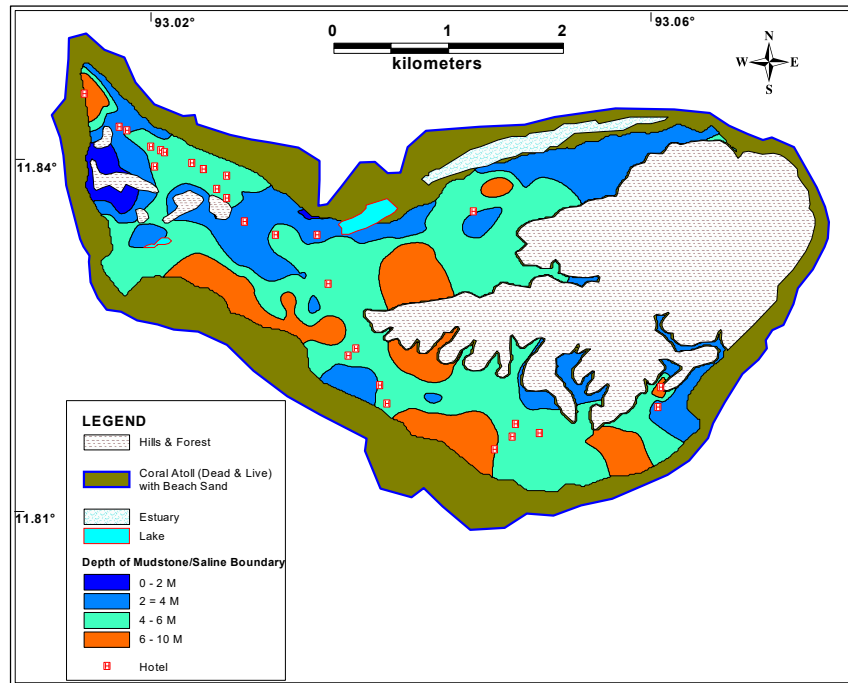 93.02°
93.06°
0 1 2
kilometers
N
W E
S
11.84°
11.81°
LEGEND
Hills & Forest
Coral Atoll (Dead & Live)
with Beach Sand
Estuary
Lake
Depth of Mudstone/Saline Boundary
0 - 2 M
2 = 4 M
4 - 6 M
6 - 10 M
H Hotel